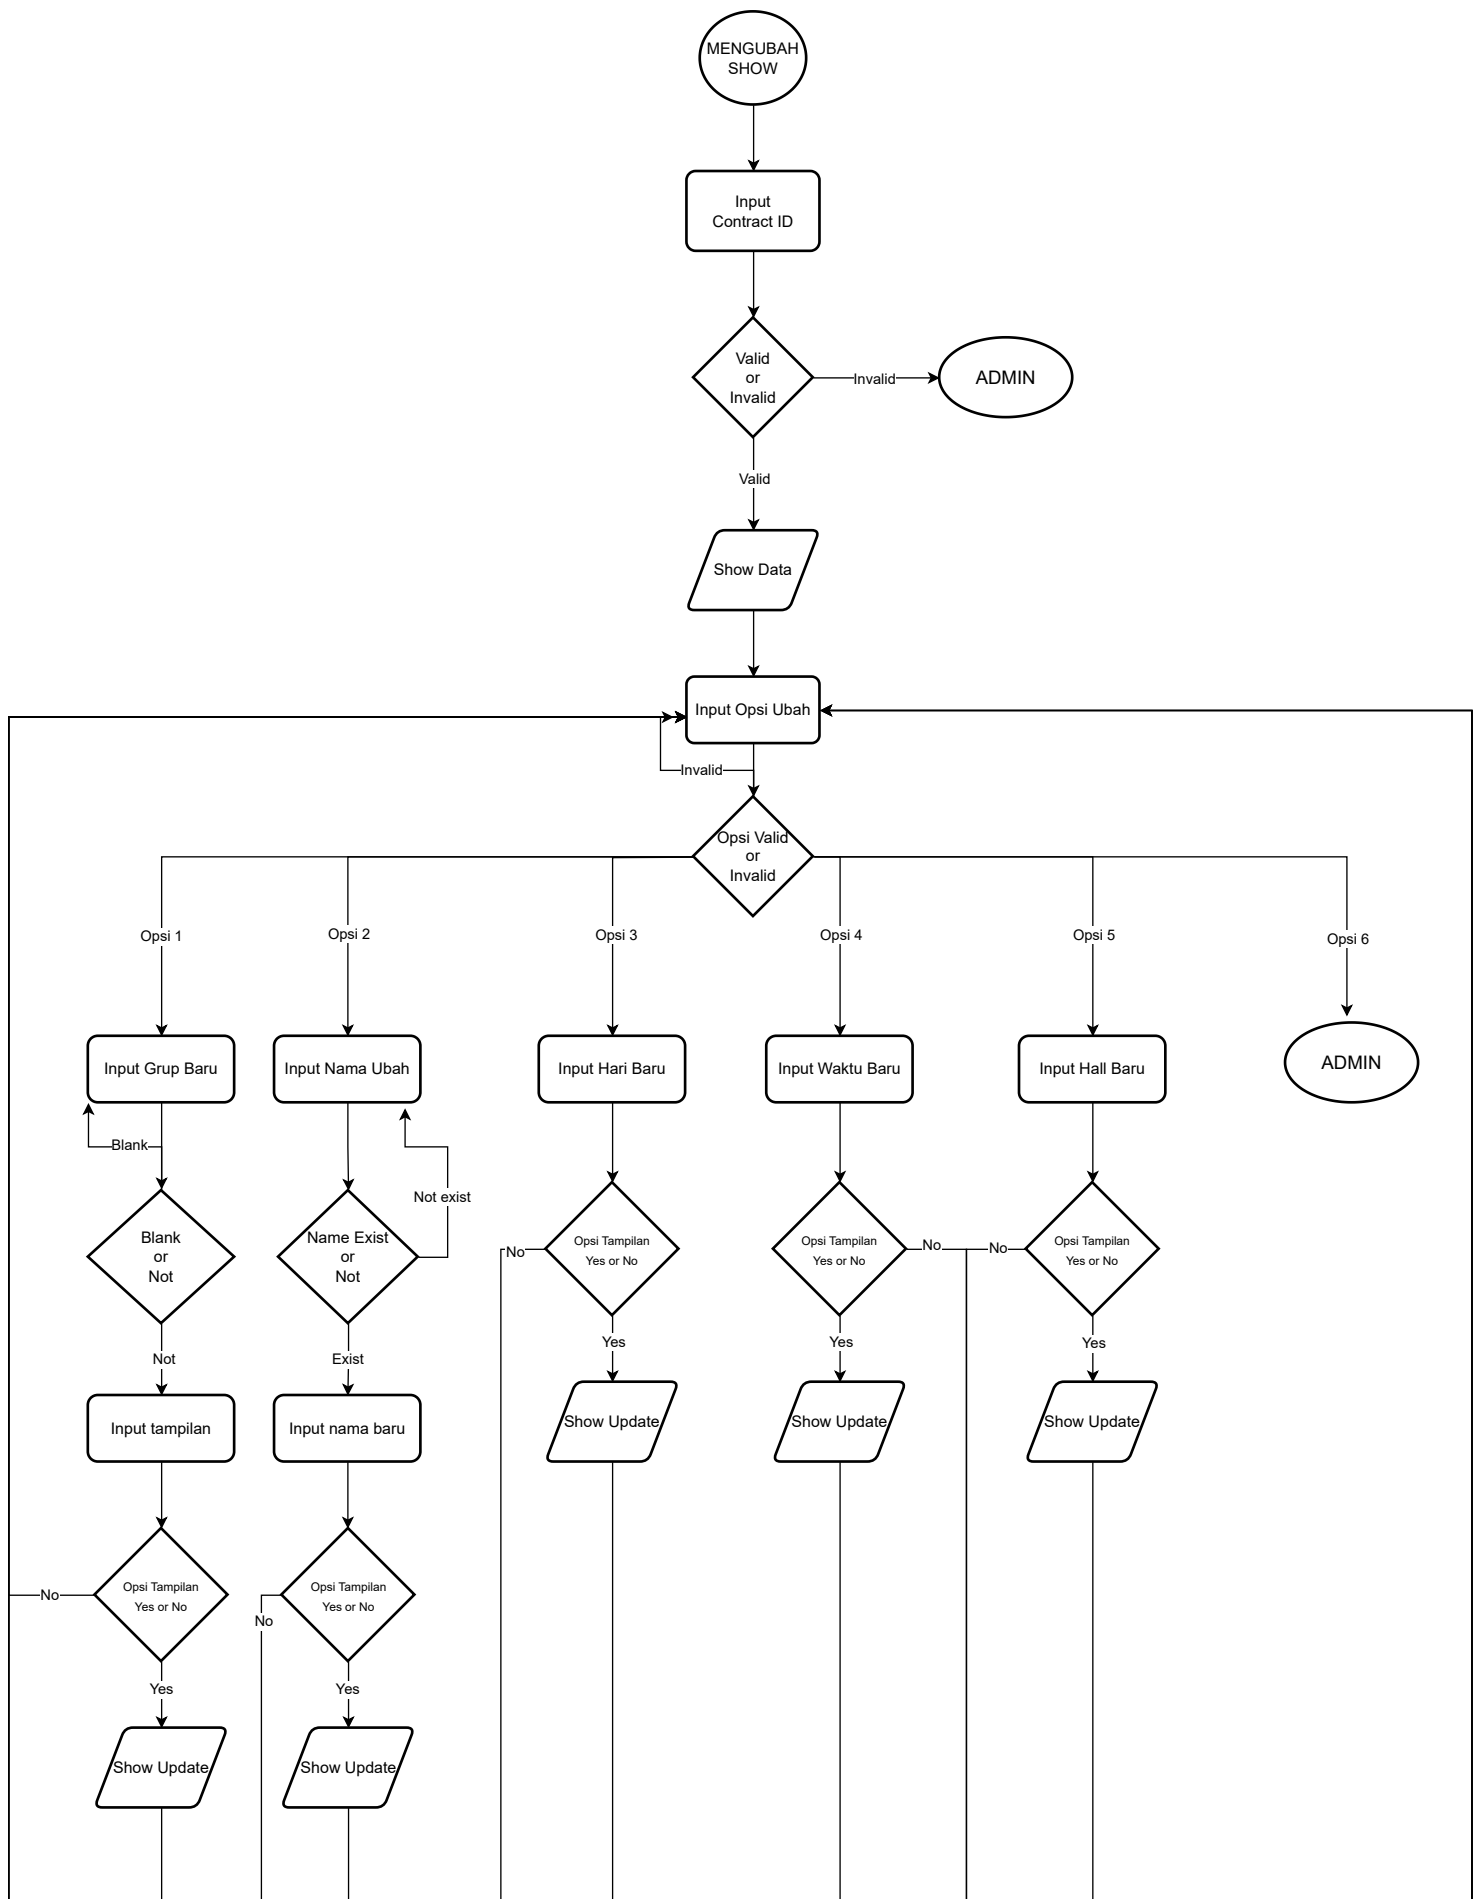 MENGUBAH
SHOW
Input
Contract ID
Valid
or
Invalid
Invalid
ADMIN
Valid
Show Data
Input Opsi Ubah
Invalid
Opsi Valid
or
Invalid
Opsi 1
Opsi 2
Opsi 3
Opsi 4
Opsi 5
Opsi 6
Input Grup Baru
Input Nama Ubah
Input Hari Baru
Input Waktu Baru
Input Hall Baru
ADMIN
Blank
Not exist
Blank
or
Not
Name Exist
or
Not
No
Opsi Tampilan
Yes or No
Opsi Tampilan
Yes or No
No
No
Opsi Tampilan
Yes or No
Not
Exist
Yes
Yes
Yes
Input tampilan
Input nama baru
Show Update
Show Update
Show Update
No
Opsi Tampilan
Yes or No
No
Opsi Tampilan
Yes or No
Yes
Yes
Show Update
Show Update